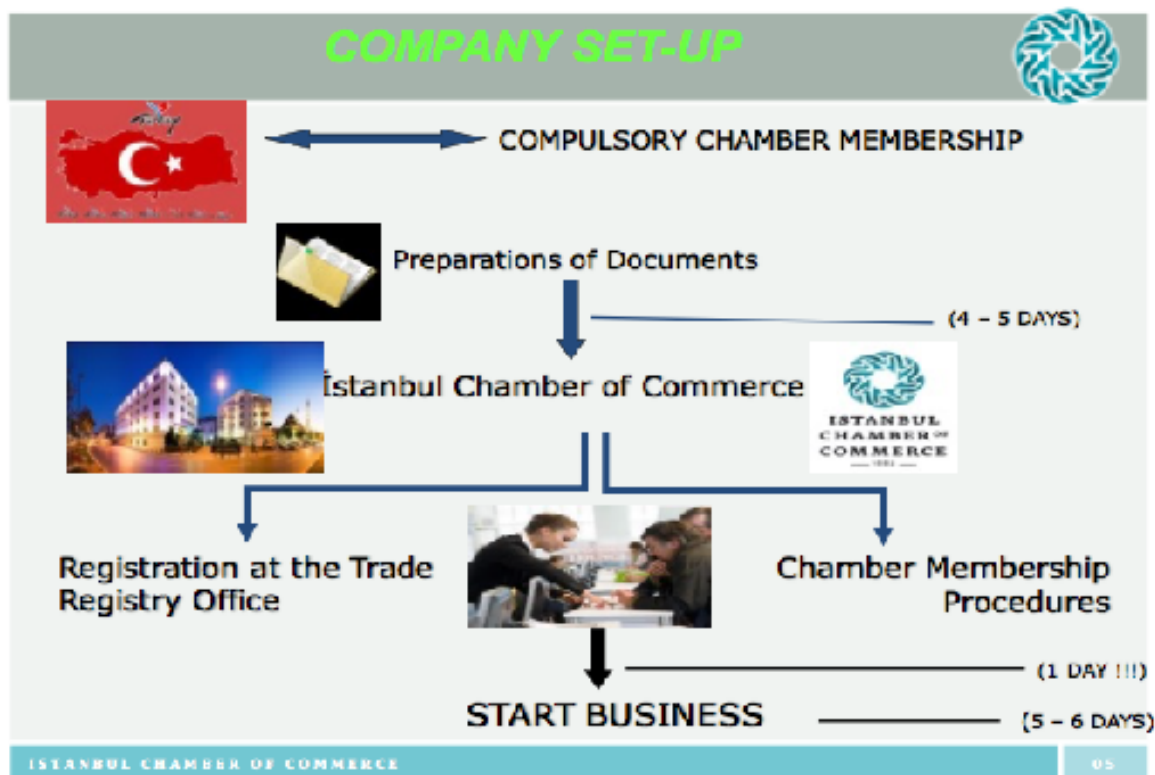 COMPANY SET-UP
COMPULSORY CHAMBER MEMBERSHIP
Preparations of Documents
(4 – 5 DAYS)
İstanbul Chamber of Commerce
ISTANBUL
CHAMBER OF
COMMERCE
Registration at the Trade
Registry Office
Chamber Membership
Procedures
(1 DAY !!!)
START BUSINESS
(5 – 6 DAYS)
ISTANBUL CHAMBER OF COMMERCE
05